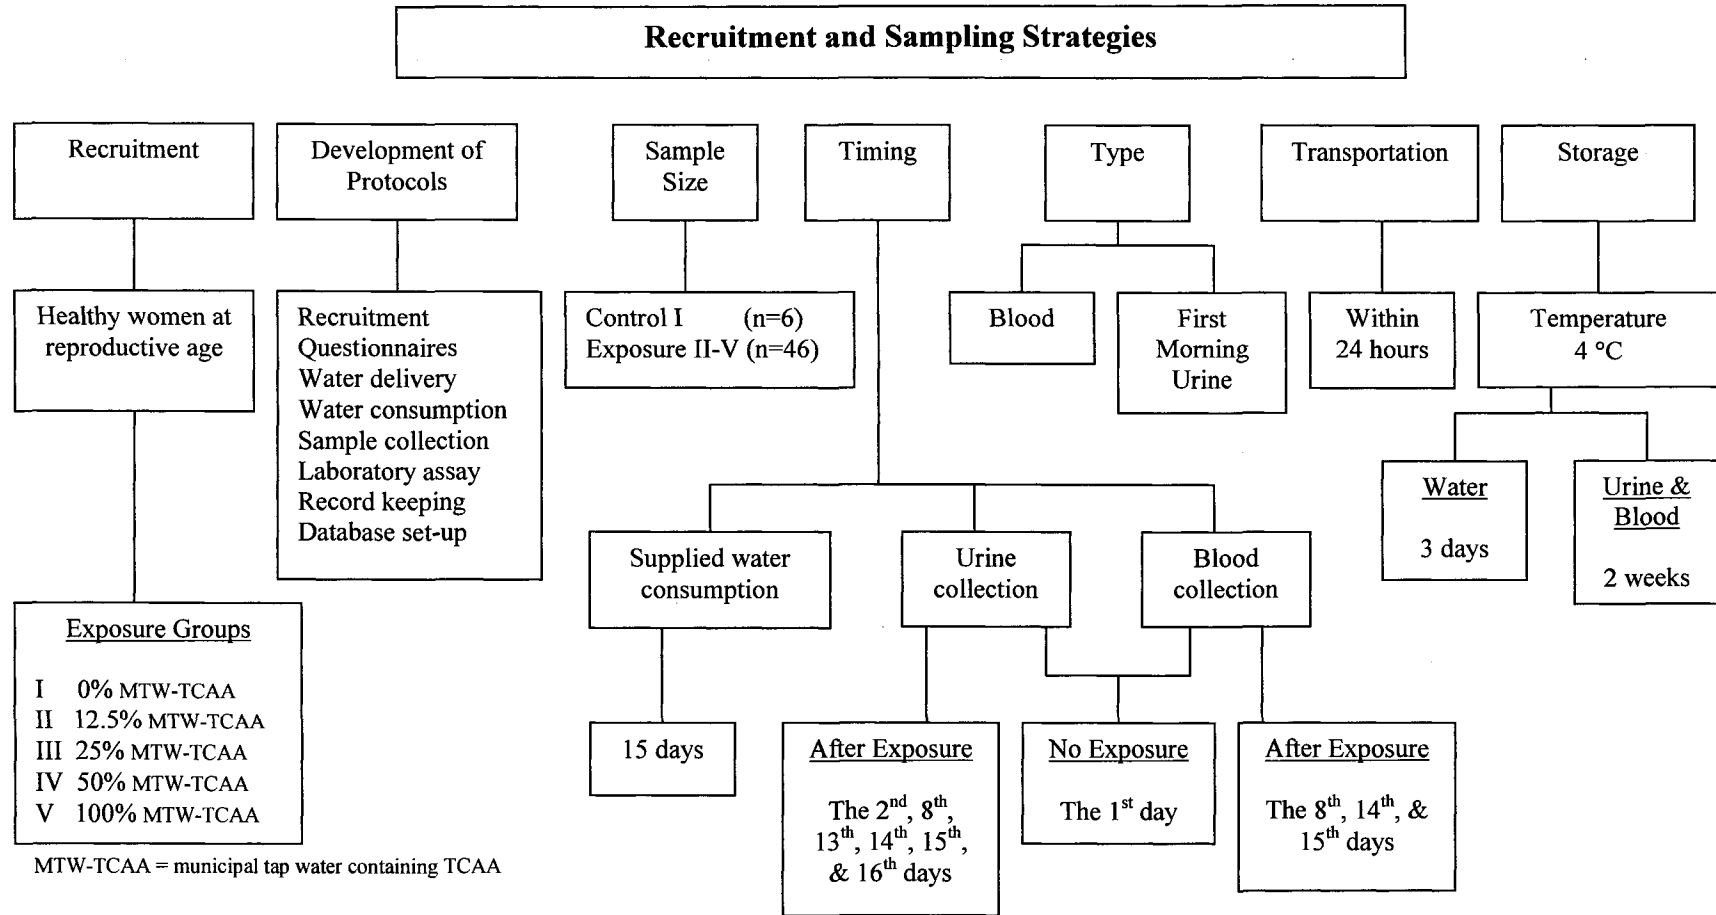 Recruitment and Sampling Strategies
Recruitment
Development of
Protocols
Sample
Size
Timing
Type
Transportation
Storage
Healthy women at
reproductive age
Recruitment
Questionnaires
Water delivery
Water consumption
Sample collection
Laboratory assay
Record keeping
Database set-up
Control I (n=6)
Exposure II-V (n=46)
Blood
First
Morning
Urine
Within
24 hours
Temperature
4 °C
Water
3 days
Urine &
Blood
2 weeks
Supplied water
consumption
Urine
collection
Blood
collection
Exposure Groups
I 0% MTW-TCAA
II 12.5% MTW-TCAA
III 25% MTW-TCAA
IV 50% MTW-TCAA
V 100% MTW-TCAA
15 days
After Exposure
The 2nd, 8th,
13th, 14th, 15th,
& 16th days
No Exposure
The 1st day
After Exposure
The 8th, 14th, &
15th days
MTW-TCAA = municipal tap water containing TCAA